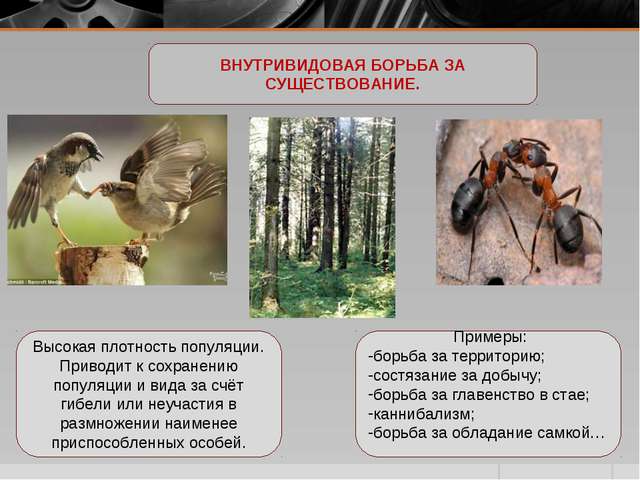 ВНУТРИВИДОВАЯ БОРЬБА ЗА
СУЩЕСТВОВАНИЕ.
Высокая плотность популяции.
Приводит к сохранению
популяции и вида за счёт
гибели или неучастия в
размножении наименее
приспособленных особей.
Примеры:
-борьба за территорию;
-состязание за добычу;
-борьба за главенство в стае;
-каннибализм;
-борьба за обладание самкой…